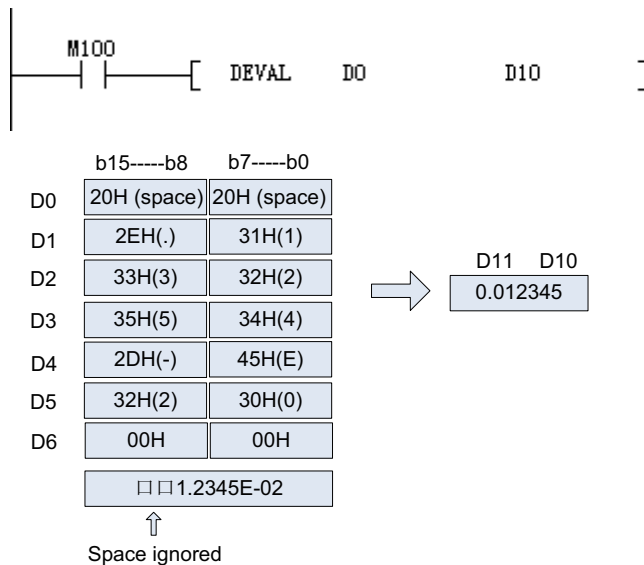 M100
[ DEVAL D0 D10 ]
b15-----b8 b7-----b0
D0 20H (space) 20H (space)
D1 2EH(.) 31H(1)
D2 33H(3) 32H(2)
D3 35H(5) 34H(4)
D4 2DH(-) 45H(E)
D5 32H(2) 30H(0)
D6 00H 00H
D11 D10
0.012345
口口1.2345E-02
Space ignored